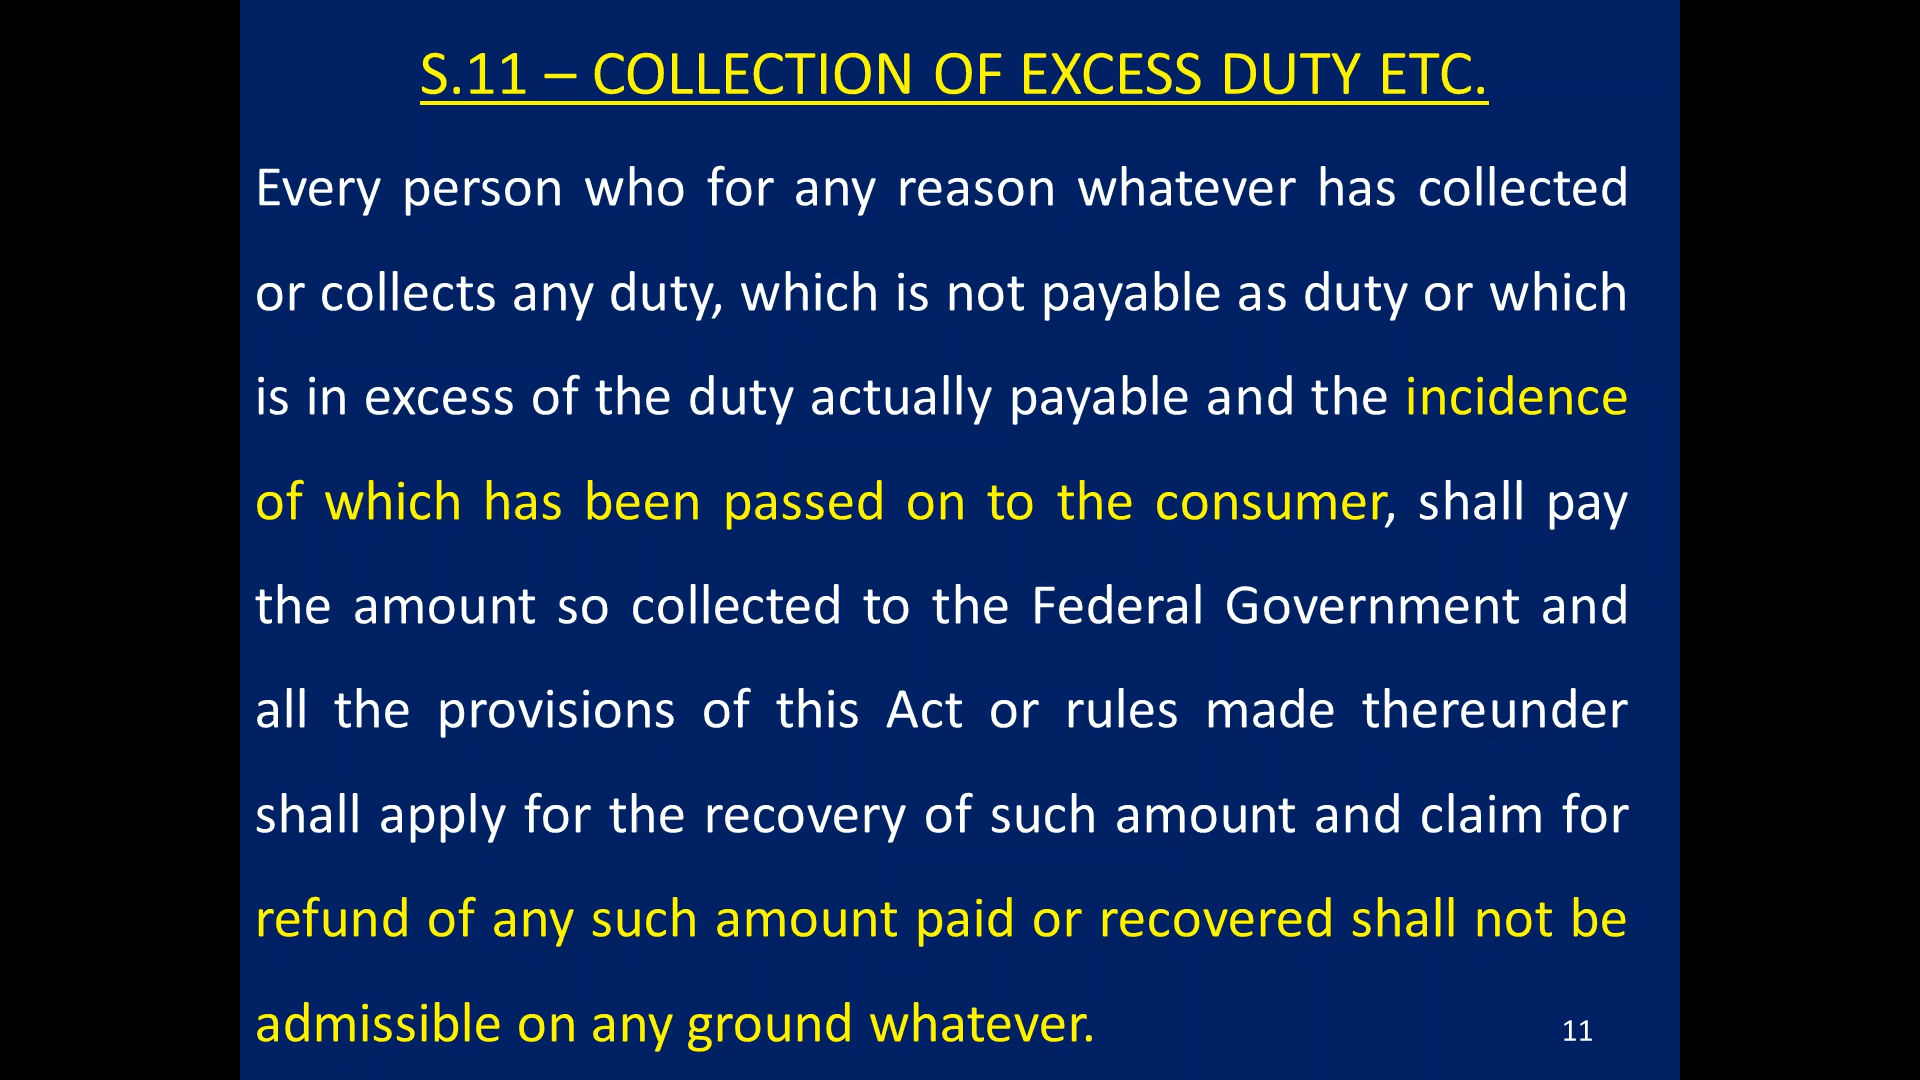 S.11 – COLLECTION OF EXCESS DUTY ETC.
Every person who for any reason whatever has collected
or collects any duty, which is not payable as duty or which
is in excess of the duty actually payable and the incidence
of which has been passed on to the consumer, shall pay
the amount so collected to the Federal Government and
all the provisions of this Act or rules made thereunder
shall apply for the recovery of such amount and claim for
refund of any such amount paid or recovered shall not be
admissible on any ground whatever.
11